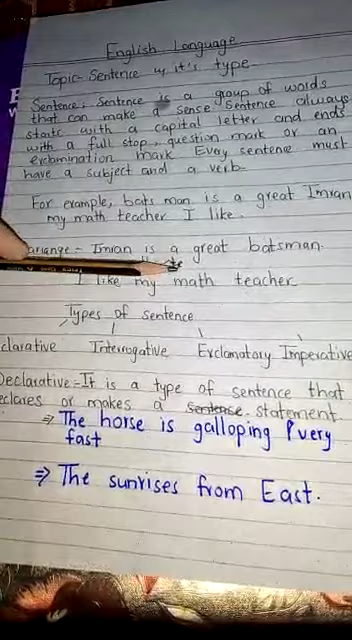 English Language
Topic - Sentence & it's type
Sentence: Sentence is a group of words
that can make a sense. Sentence always
starts with a capital letter and ends
with a full stop, question mark or an
exclamination mark. Every sentence must
have a subject and a verb.
For example, bats man is a great Imran
my math teacher I like.
arrange = Imran is a great batsman.
I like my math teacher
Types of sentence
clarative Interrogative Exclamatory Imperative
Declarative = It is a type of sentence that
eclares or makes a sentence statement.
⇒ The horse is galloping very
fast
⇒ The sunrises from East.